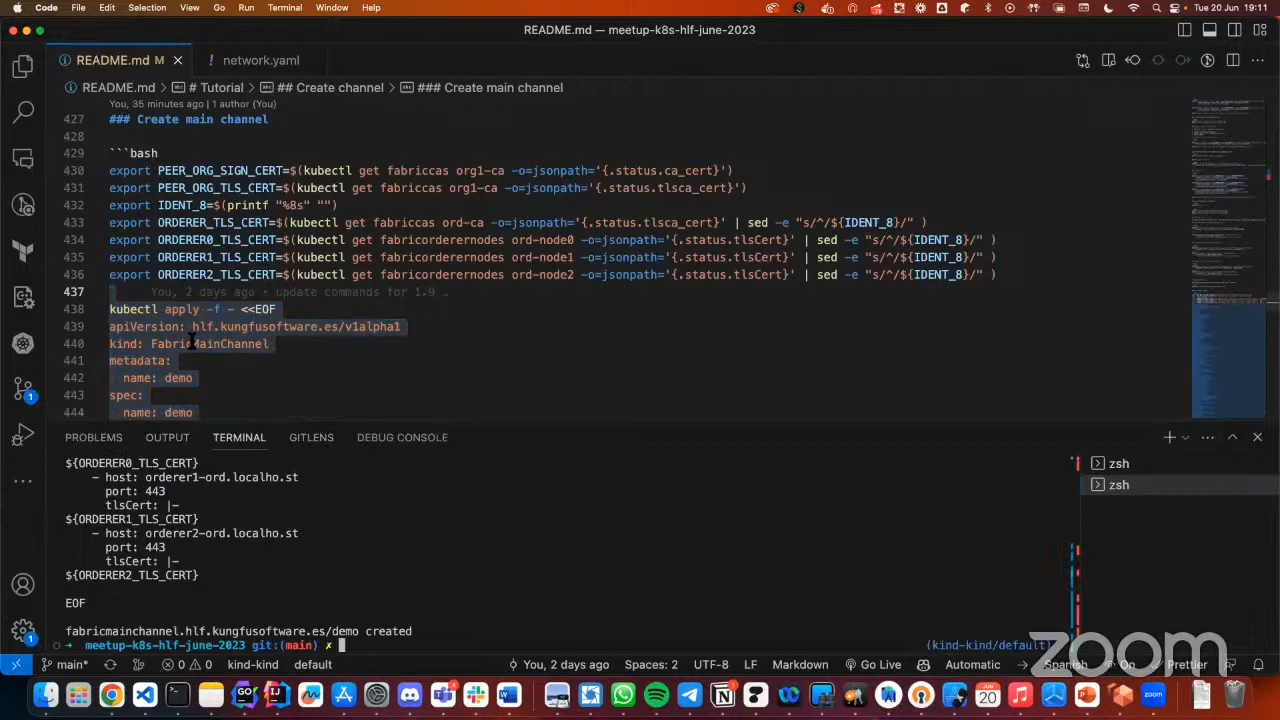 Code File Edit Selection View Go Run Terminal Window Help Tue 20 Jun 19:11
README.md — meetup-k8s-hlf-june-2023
README.md M network.yaml
README.md > # Tutorial > ## Create channel > ### Create main channel
You, 35 minutes ago | 1 author (You)
427 ### Create main channel
428
429 ```bash
430 export PEER_ORG_SIGN_CERT=$(kubectl get fabriccas org1-ca -o=jsonpath='{.status.ca_cert}')
431 export PEER_ORG_TLS_CERT=$(kubectl get fabriccas org1-ca -o=jsonpath='{.status.tlsca_cert}')
432 export IDENT_8=$(printf "%8s" "")
433 export ORDERER_TLS_CERT=$(kubectl get fabriccas ord-ca -o=jsonpath='{.status.tlsca_cert}' | sed -e "s/^/${IDENT_8}/" )
434 export ORDERER0_TLS_CERT=$(kubectl get fabricorderernodes ord-node0 -o=jsonpath='{.status.tlsCert}' | sed -e "s/^/${IDENT_8}/" )
435 export ORDERER1_TLS_CERT=$(kubectl get fabricorderernodes ord-node1 -o=jsonpath='{.status.tlsCert}' | sed -e "s/^/${IDENT_8}/" )
436 export ORDERER2_TLS_CERT=$(kubectl get fabricorderernodes ord-node2 -o=jsonpath='{.status.tlsCert}' | sed -e "s/^/${IDENT_8}/" )
437 You, 2 days ago • update commands for 1.9 …
438 kubectl apply -f - <<EOF
439 apiVersion: hlf.kungfusoftware.es/v1alpha1
440 kind: FabricMainChannel
441 metadata:
442 name: demo
443 spec:
444 name: demo
PROBLEMS OUTPUT TERMINAL GITLENS DEBUG CONSOLE
${ORDERER0_TLS_CERT}
- host: orderer1-ord.localho.st
port: 443
tlsCert: |-
${ORDERER1_TLS_CERT}
- host: orderer2-ord.localho.st
port: 443
tlsCert: |-
${ORDERER2_TLS_CERT}
EOF
fabricmainchannel.hlf.kungfusoftware.es/demo created
→ meetup-k8s-hlf-june-2023 git:(main) ✗ (kind-kind/default)
zsh
zsh
zoom
main* 0 0 kind-kind default You, 2 days ago Spaces: 2 UTF-8 LF Markdown Go Live Automatic → Spanish On Prettier